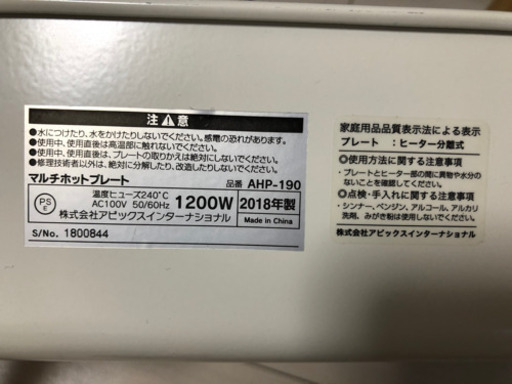 注⚠意
●水につけたり、水をかけたりしないでください。感電の恐れがあります。
●使用中、使用直後は高温部に触れないでください。
●使用中、使用直後は、プレートの取りかえは絶対にしないでください。
●修理技術者以外は、絶対に分解したり、改造したりしないでください。
マルチホットプレート 品番 AHP-190
PS
E
温度ヒューズ240℃
AC100V 50/60Hz 1200W
株式会社アピックスインターナショナル
2018年製
Made in China
S/No. 1800844
家庭用品品質表示法による表示
プレート : ヒーター分離式
◎使用方法に関する注意事項
・プレートとヒーター部の間に異物や水分の
ないことを確認してください。
◎点検・手入れに関する注意事項
・シンナー、ベンジン、アルコール、アルカリ
洗剤、みがき粉は使用しないでください。
株式会社アピックスインターナショナル